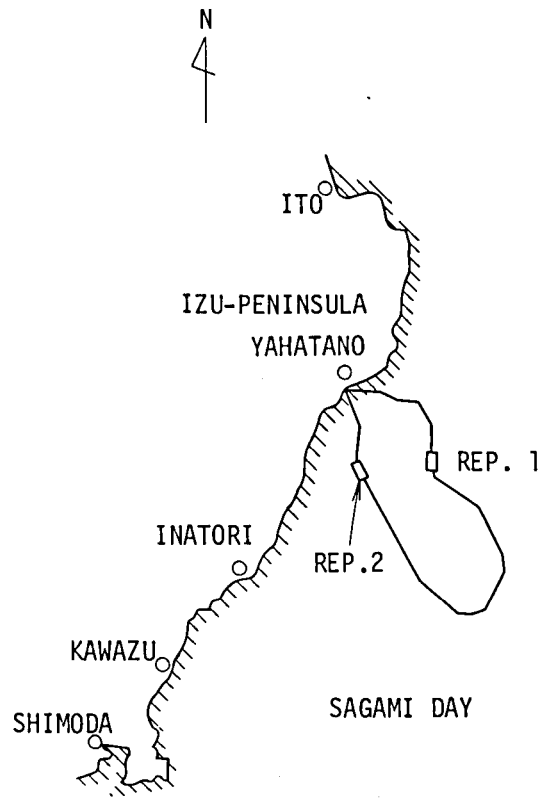 N
ITO
IZU-PENINSULA
YAHATANO
REP. 1
INATORI
REP.2
KAWAZU
SAGAMI DAY
SHIMODA